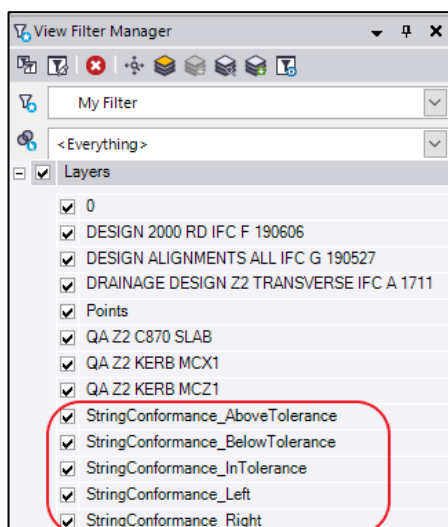 View Filter Manager
My Filter
<Everything>
Layers
0
DESIGN 2000 RD IFC F 190606
DESIGN ALIGNMENTS ALL IFC G 190527
DRAINAGE DESIGN Z2 TRANSVERSE IFC A 1711
Points
QA Z2 C870 SLAB
QA Z2 KERB MCX1
QA Z2 KERB MCZ1
StringConformance_AboveTolerance
StringConformance_BelowTolerance
StringConformance_InTolerance
StringConformance_Left
StringConformance_Right